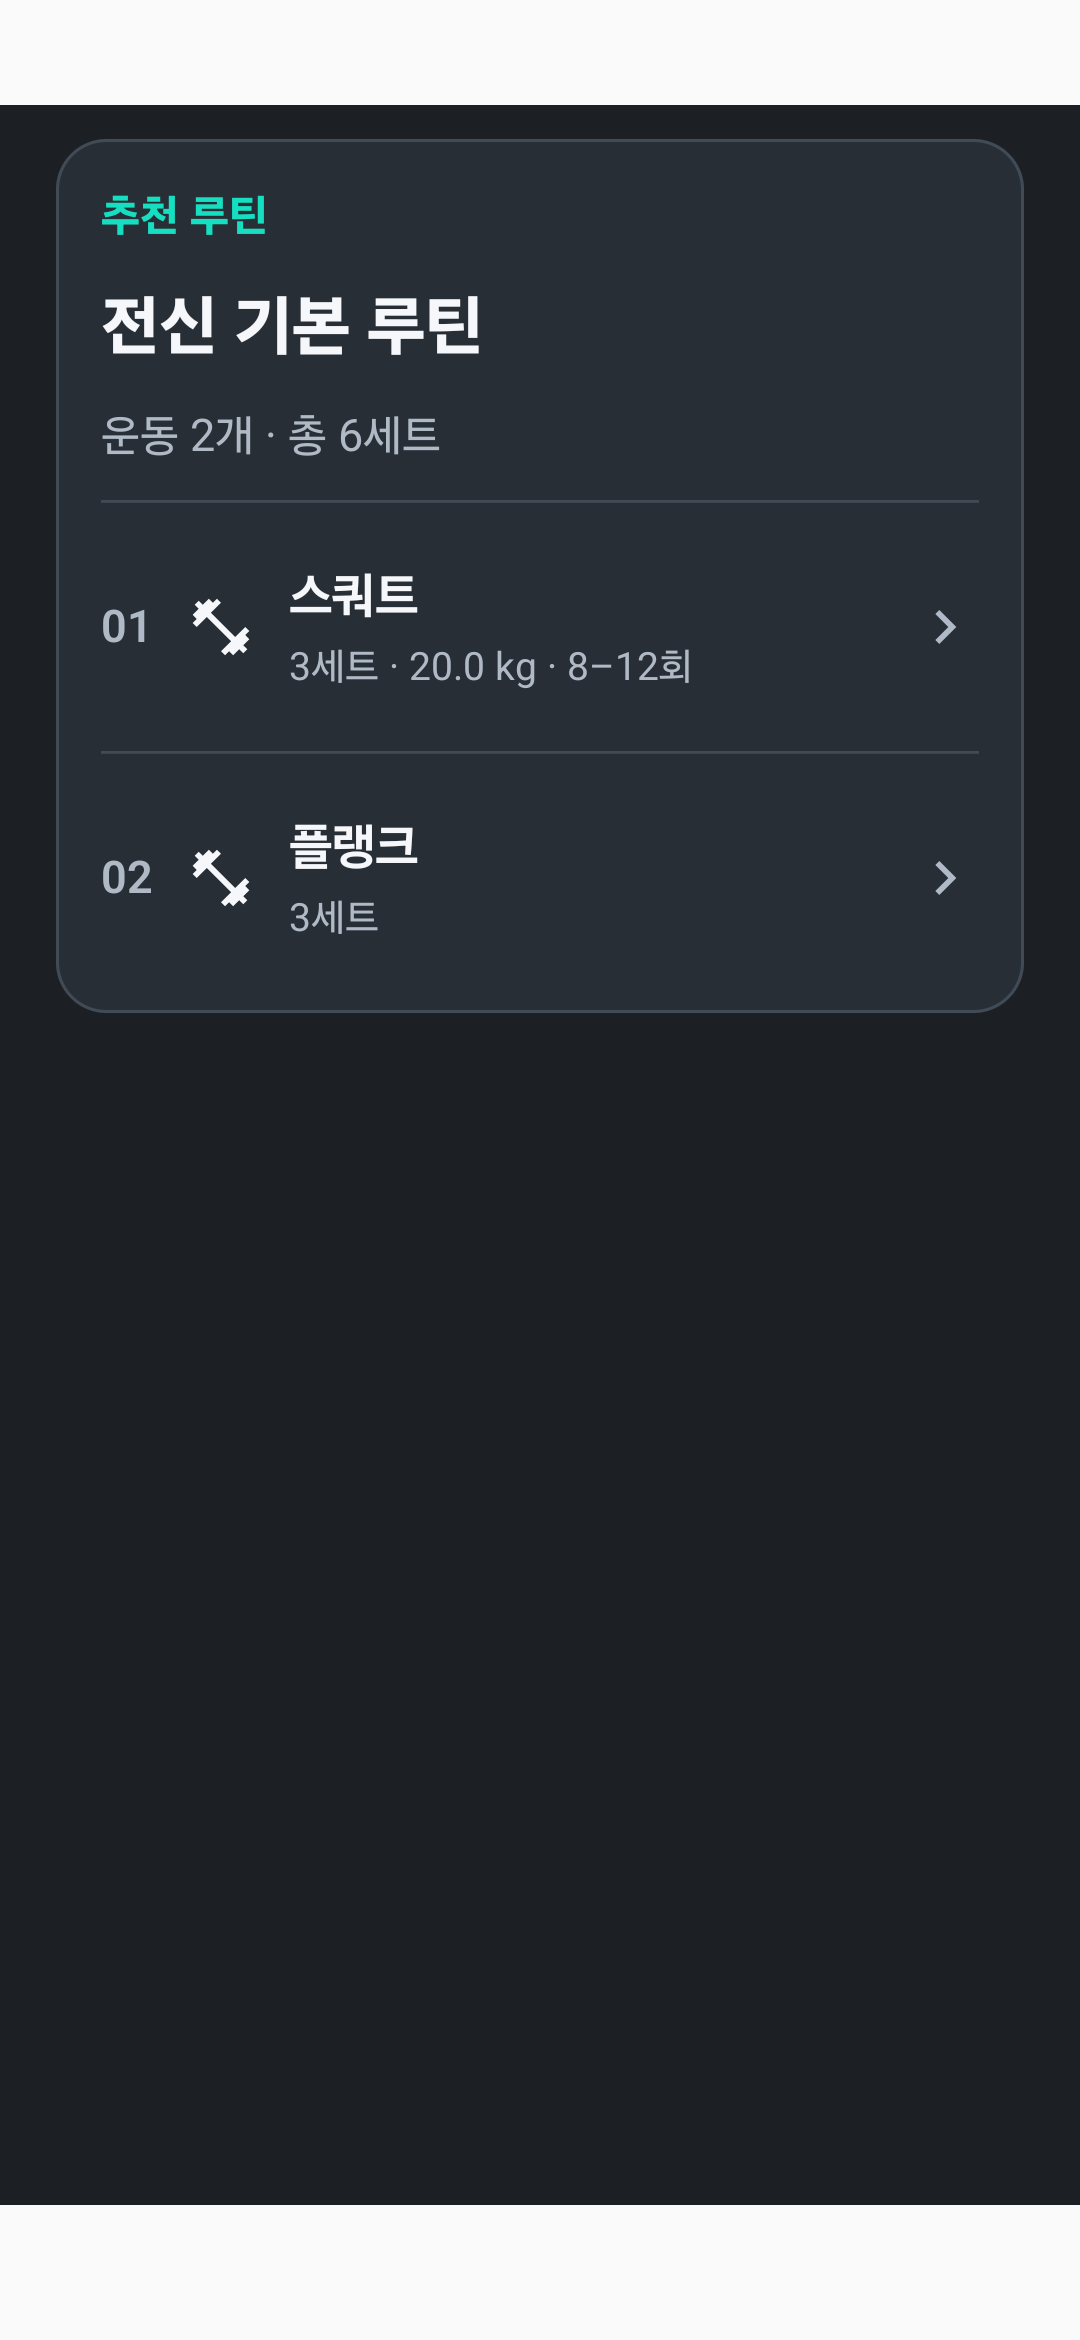 추천 루틴
전신 기본 루틴
운동 2개 · 총 6세트
01
스쿼트
3세트 · 20.0 kg · 8–12회
02
플랭크
3세트